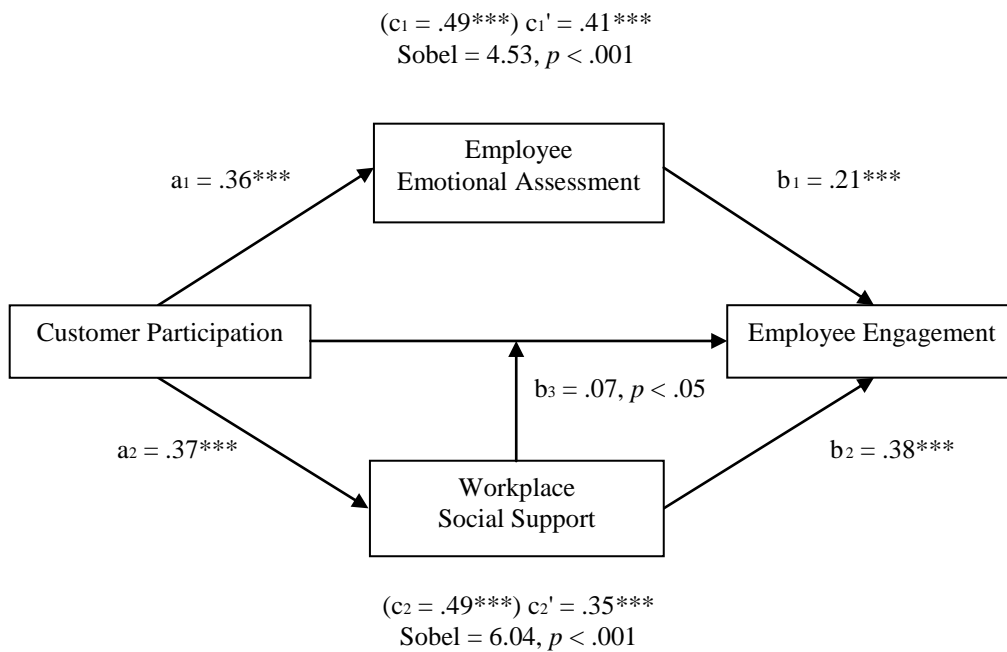 (c1 = .49***) c1' = .41***
Sobel = 4.53, p < .001
Employee
Emotional Assessment
a1 = .36***
b1 = .21***
Customer Participation
Employee Engagement
b3 = .07, p < .05
a2 = .37***
b2 = .38***
Workplace
Social Support
(c2 = .49***) c2' = .35***
Sobel = 6.04, p < .001